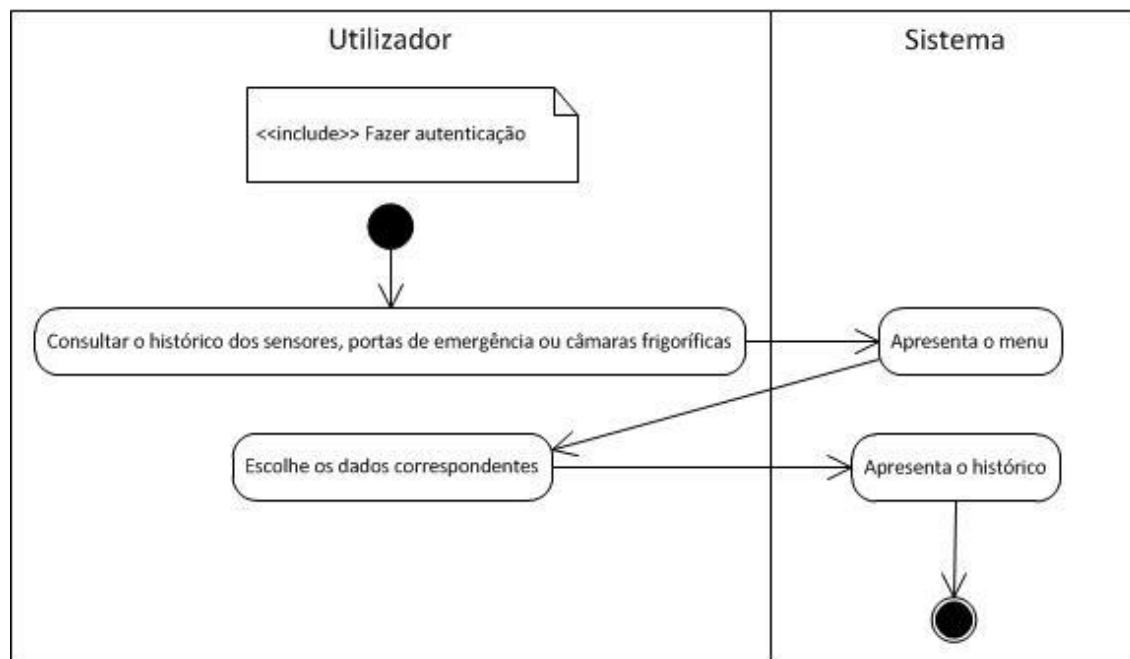 Utilizador
Sistema
<<include>> Fazer autenticação
Consultar o histórico dos sensores, portas de emergência ou câmaras frigoríficas
Apresenta o menu
Escolhe os dados correspondentes
Apresenta o histórico